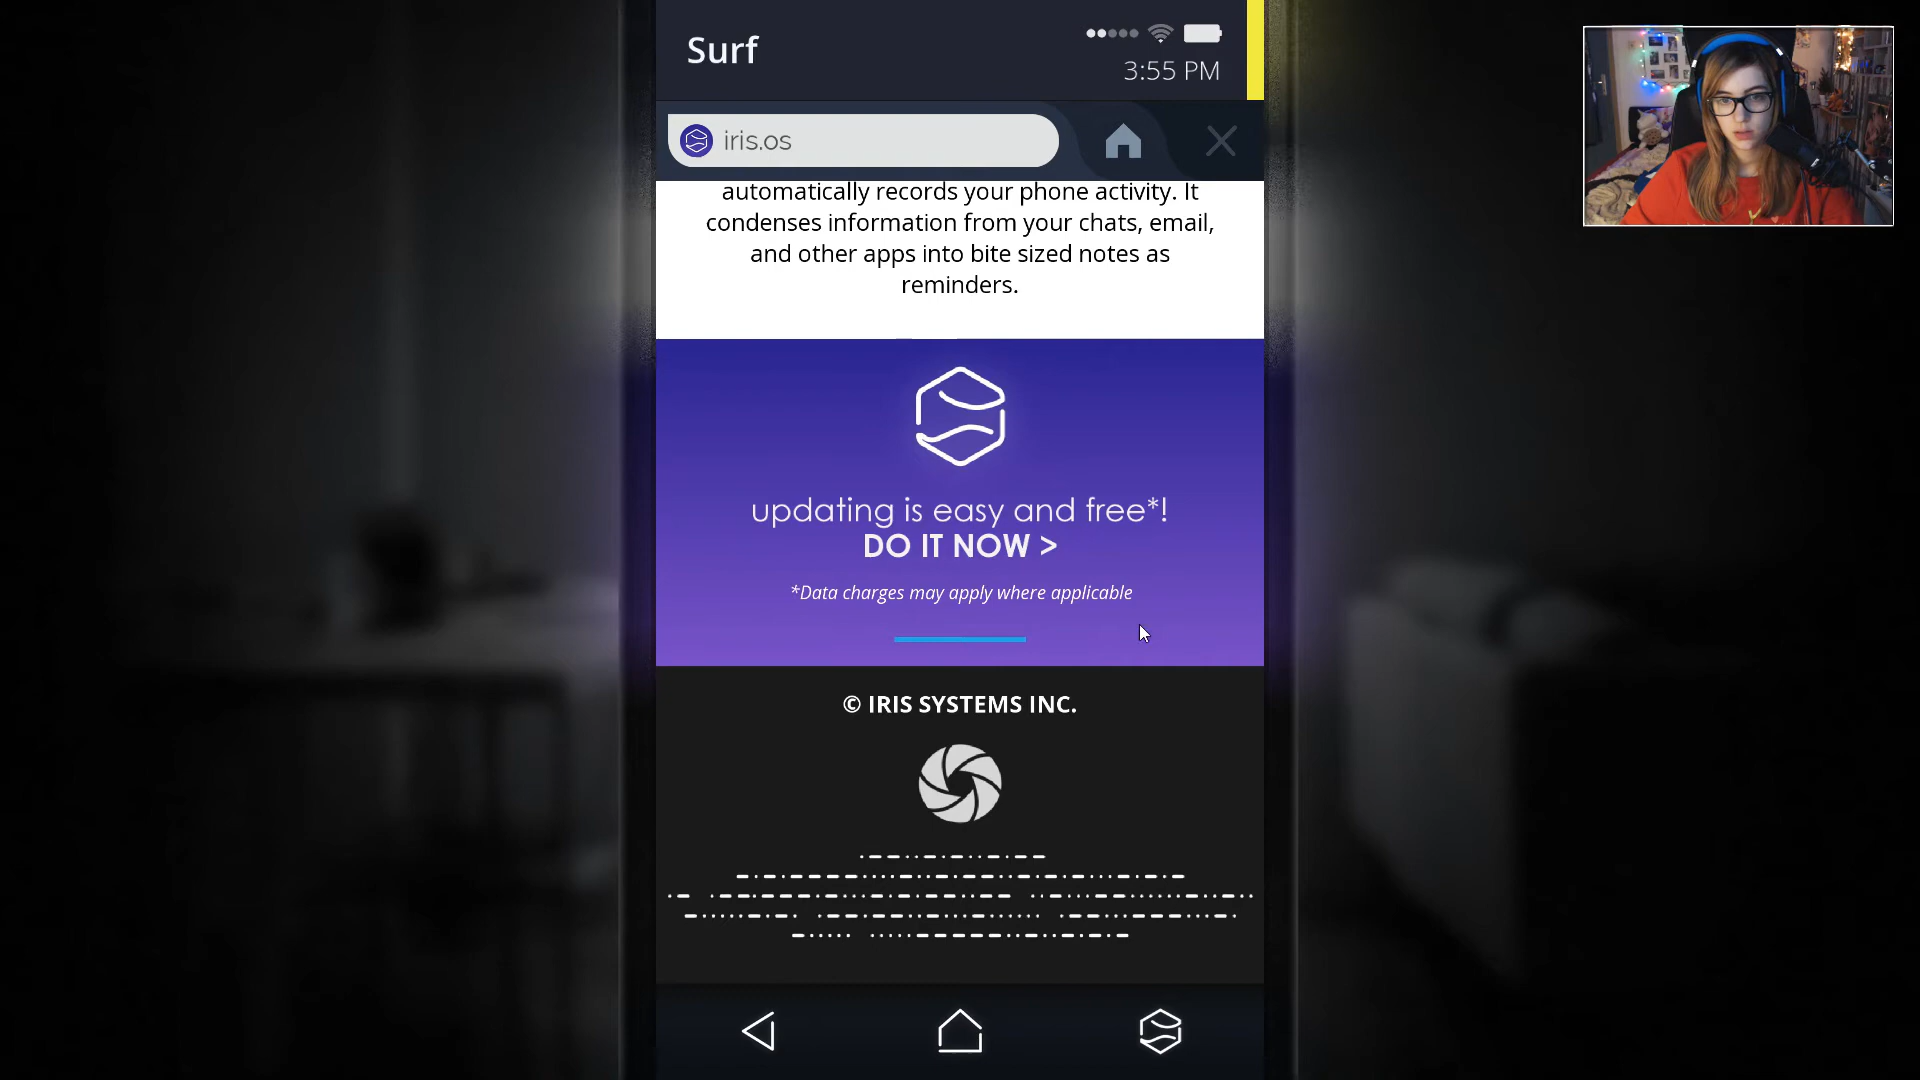 Surf
3:55 PM
iris.os
automatically records your phone activity. It
condenses information from your chats, email,
and other apps into bite sized notes as
reminders.
updating is easy and free*!
DO IT NOW >
*Data charges may apply where applicable
© IRIS SYSTEMS INC.